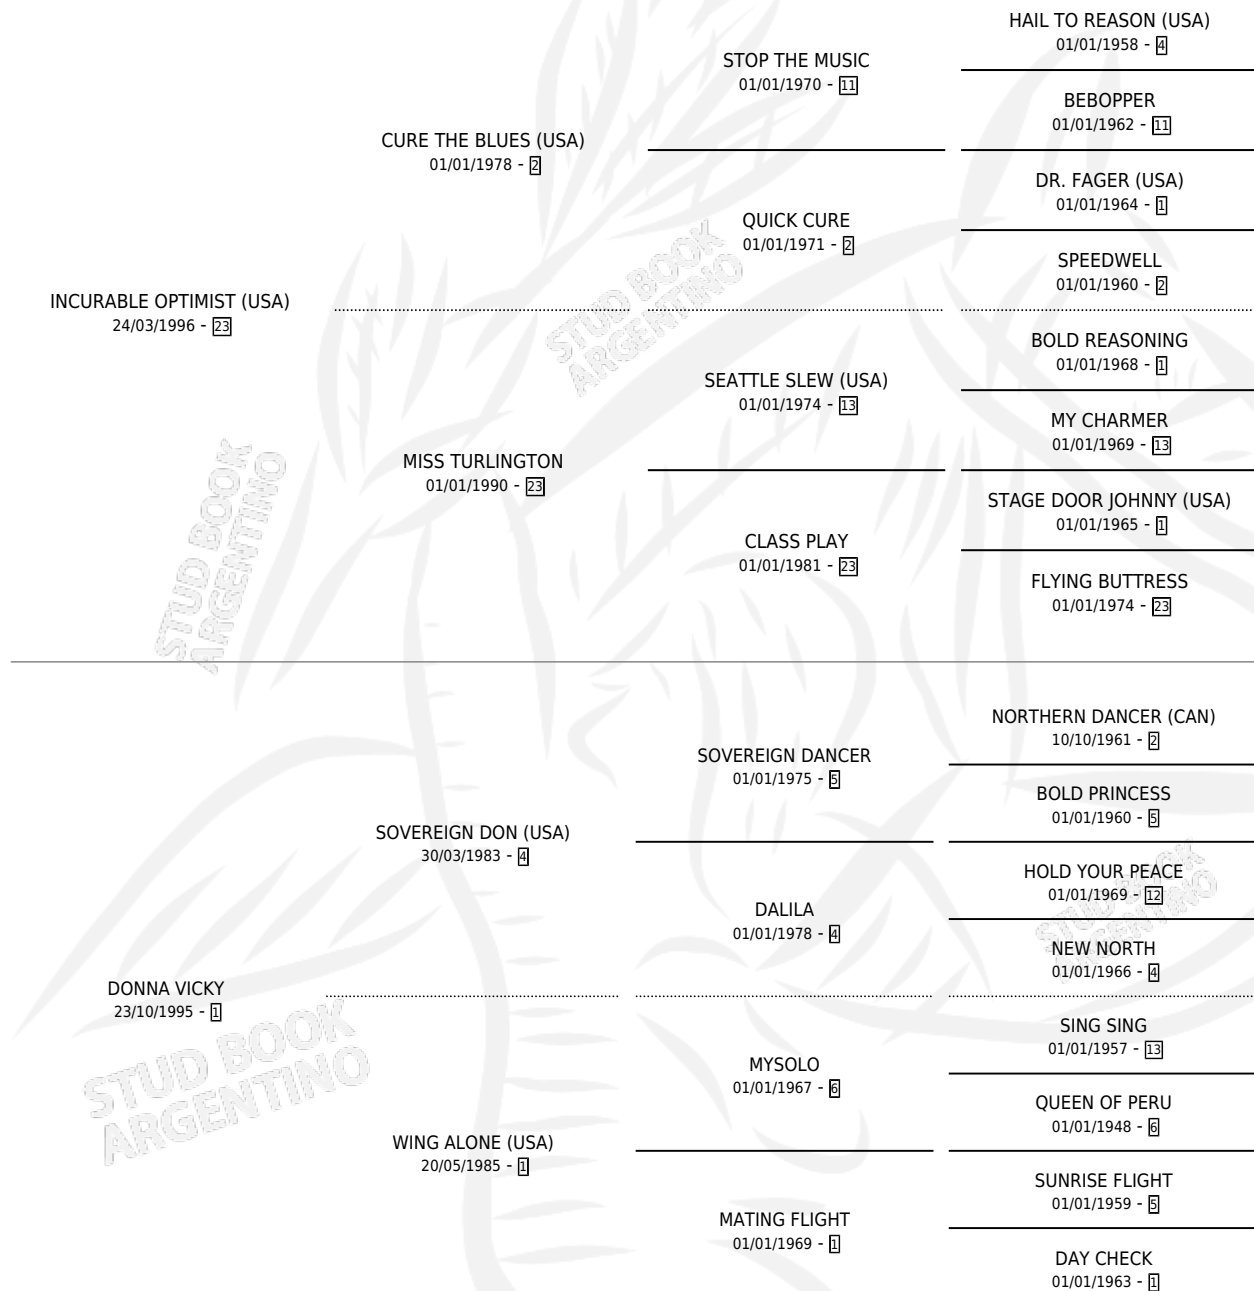 HAIL TO REASON (USA)
01/01/1958 - 4
STOP THE MUSIC
01/01/1970 - 11
BEBOPPER
01/01/1962 - 11
CURE THE BLUES (USA)
01/01/1978 - 2
DR. FAGER (USA)
01/01/1964 - 1
QUICK CURE
01/01/1971 - 2
SPEEDWELL
01/01/1960 - 2
INCURABLE OPTIMIST (USA)
24/03/1996 - 23
BOLD REASONING
01/01/1968 - 1
SEATTLE SLEW (USA)
01/01/1974 - 13
MY CHARMER
01/01/1969 - 13
MISS TURLINGTON
01/01/1990 - 23
STAGE DOOR JOHNNY (USA)
01/01/1965 - 1
CLASS PLAY
01/01/1981 - 23
FLYING BUTTRESS
01/01/1974 - 23
NORTHERN DANCER (CAN)
10/10/1961 - 2
SOVEREIGN DANCER
01/01/1975 - 5
BOLD PRINCESS
01/01/1960 - 5
SOVEREIGN DON (USA)
30/03/1983 - 4
HOLD YOUR PEACE
01/01/1969 - 12
DALILA
01/01/1978 - 4
NEW NORTH
01/01/1966 - 4
DONNA VICKY
23/10/1995 - 1
SING SING
01/01/1957 - 13
MYSOLO
01/01/1967 - 6
QUEEN OF PERU
01/01/1948 - 6
WING ALONE (USA)
20/05/1985 - 1
SUNRISE FLIGHT
01/01/1959 - 5
MATING FLIGHT
01/01/1969 - 1
DAY CHECK
01/01/1963 - 1
STUD BOOK
ARGENTINO
STUD BOOK
ARGENTINO
STUD BOOK
ARGENTINO
STUD BOOK
ARGENTINO